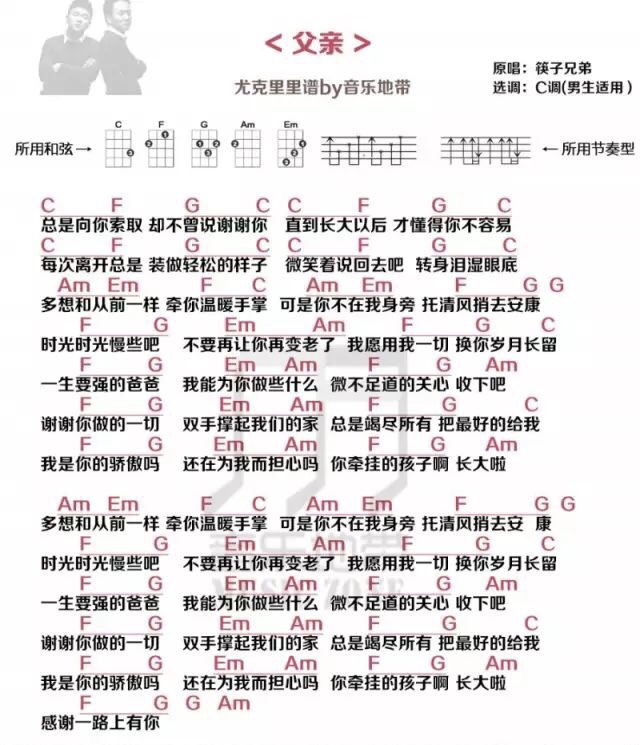 < 父亲 >
尤克里里谱by音乐地带
原唱：筷子兄弟
选调：C调(男生适用)
C F G Am Em
所用和弦→ ←所用节奏型
C F G C C F G C
总是向你索取 却不曾说谢谢你 直到长大以后 才懂得你不容易
C F G C C F G C
每次离开总是 装做轻松的样子 微笑着说回去吧 转身泪湿眼底
Am Em F C Am Em F G G
多想和从前一样 牵你温暖手掌 可是你不在我身旁 托清风捎去安康
F G Em Am F G C
时光时光慢些吧 不要再让你再变老了 我愿用我一切 换你岁月长留
F G Em Am F G Am
一生要强的爸爸 我能为你做些什么 微不足道的关心 收下吧
F G Em Am F G C
谢谢你做的一切 双手撑起我们的家 总是竭尽所有 把最好的给我
F G Em Am F G Am
我是你的骄傲吗 还在为我而担心吗 你牵挂的孩子啊 长大啦
Am Em F C Am Em F G G
多想和从前一样 牵你温暖手掌 可是你不在我身旁 托清风捎去安 康
F G Em Am F G C
时光时光慢些吧 不要再让你再变老了 我愿用我一切 换你岁月长留
F G Em Am F G Am
一生要强的爸爸 我能为你做些什么 微不足道的关心 收下吧
F G Em Am F G C
谢谢你做的一切 双手撑起我们的家 总是竭尽所有 把最好的给我
F G Em Am F G Am
我是你的骄傲吗 还在为我而担心吗 你牵挂的孩子啊 长大啦
F G G Am
感谢一路上有你
音乐地带
MUSIC ZONE